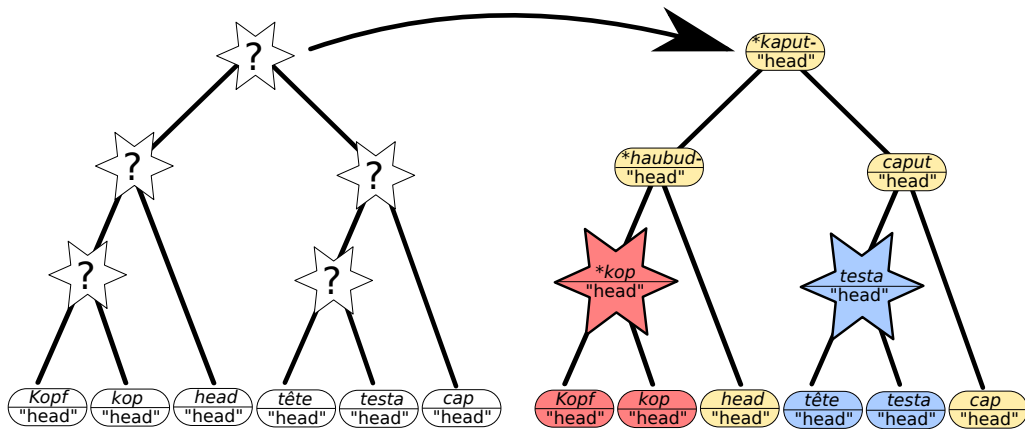 ?
?
?
?
?
Kopf
"head"
kop
"head"
head
"head"
tête
"head"
testa
"head"
cap
"head"
*kaput-
"head"
*haubud-
"head"
caput
"head"
*kop
"head"
testa
"head"
Kopf
"head"
kop
"head"
head
"head"
tête
"head"
testa
"head"
cap
"head"